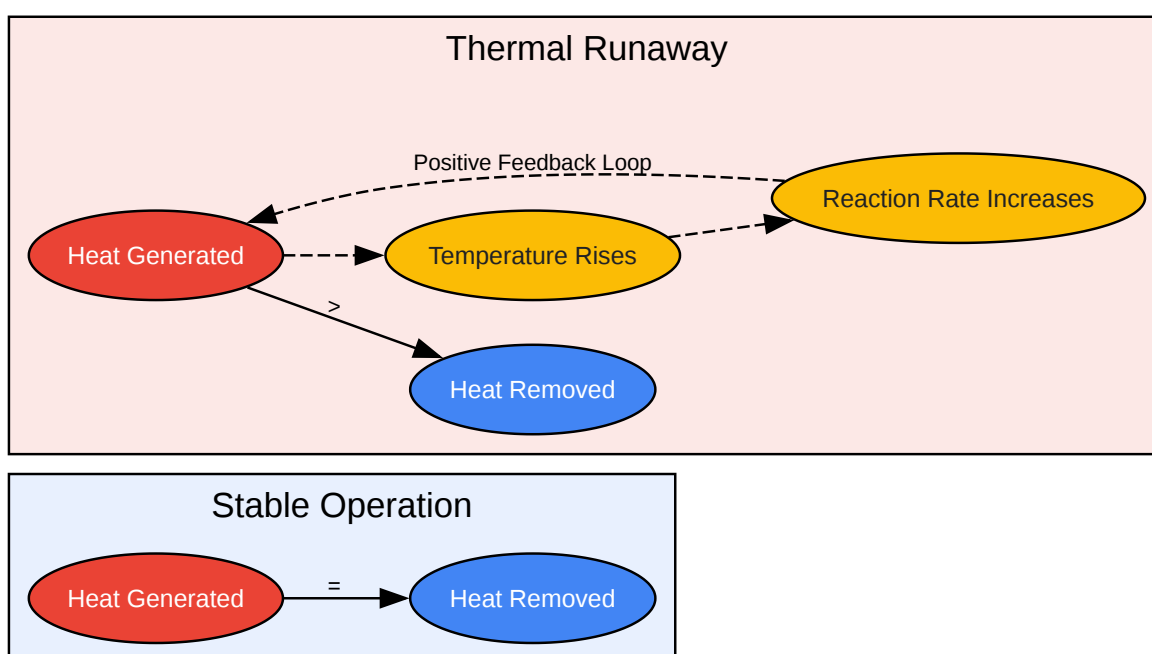 Thermal Runaway
Positive Feedback Loop
Reaction Rate Increases
Heat Generated
Temperature Rises
>
Heat Removed
Stable Operation
Heat Generated
=
Heat Removed